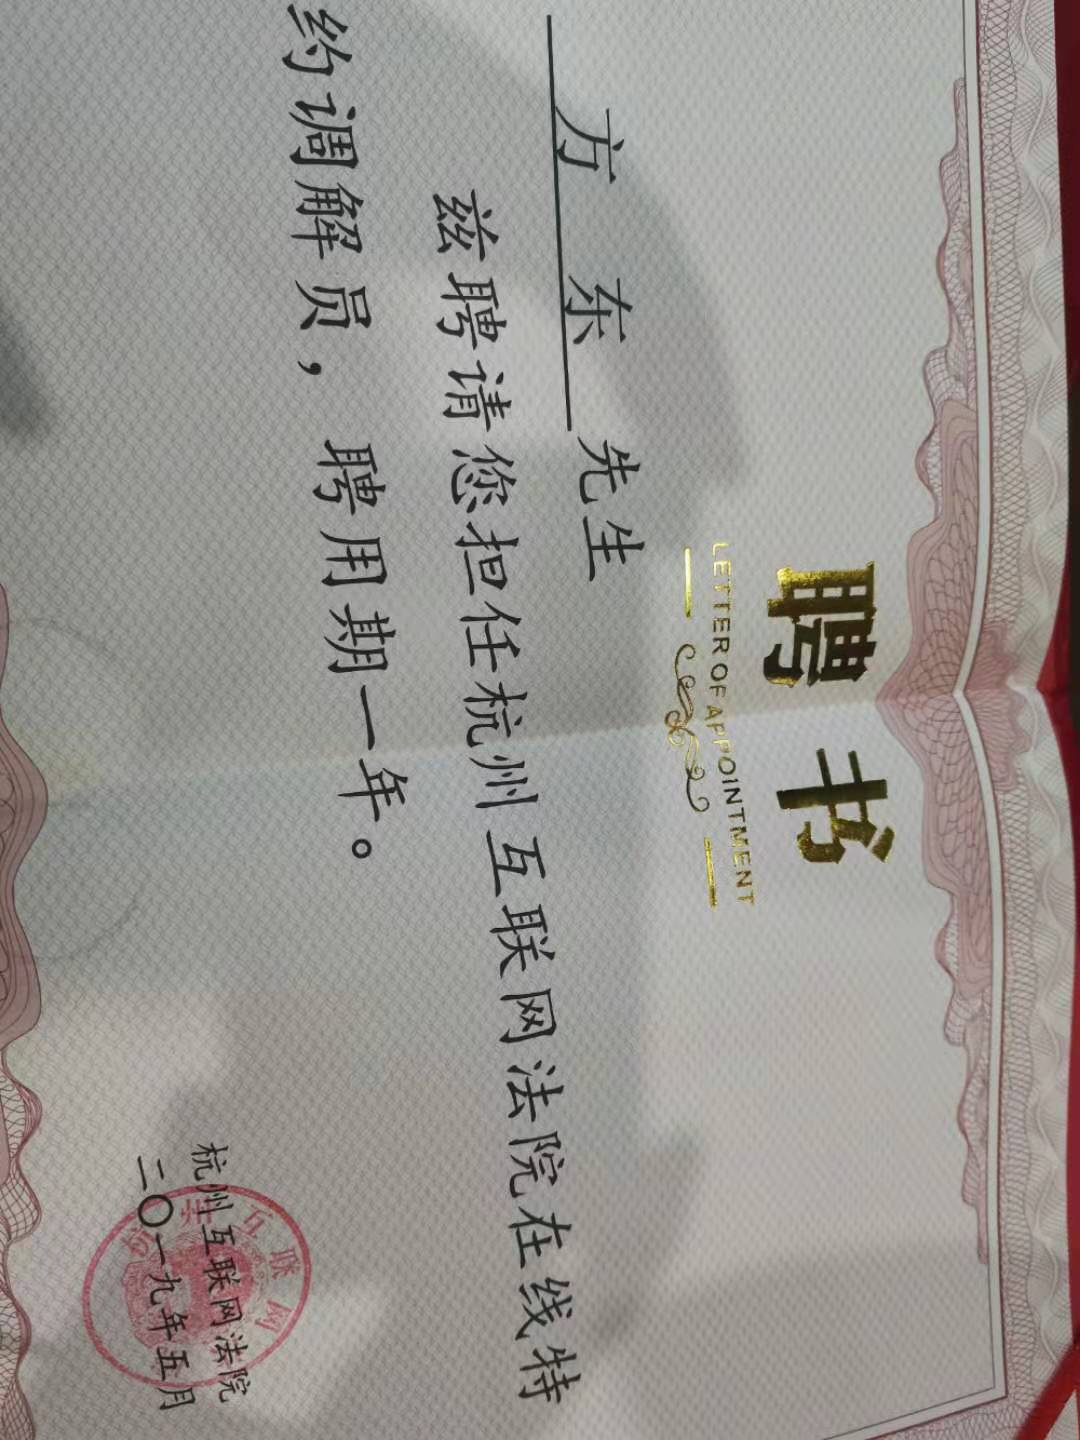 聘书
LETTER OF APPOINTMENT
方东先生
兹聘请您担任杭州互联网法院在线特
约调解员，聘用期一年。
杭州互联网法院
二〇一九年五月